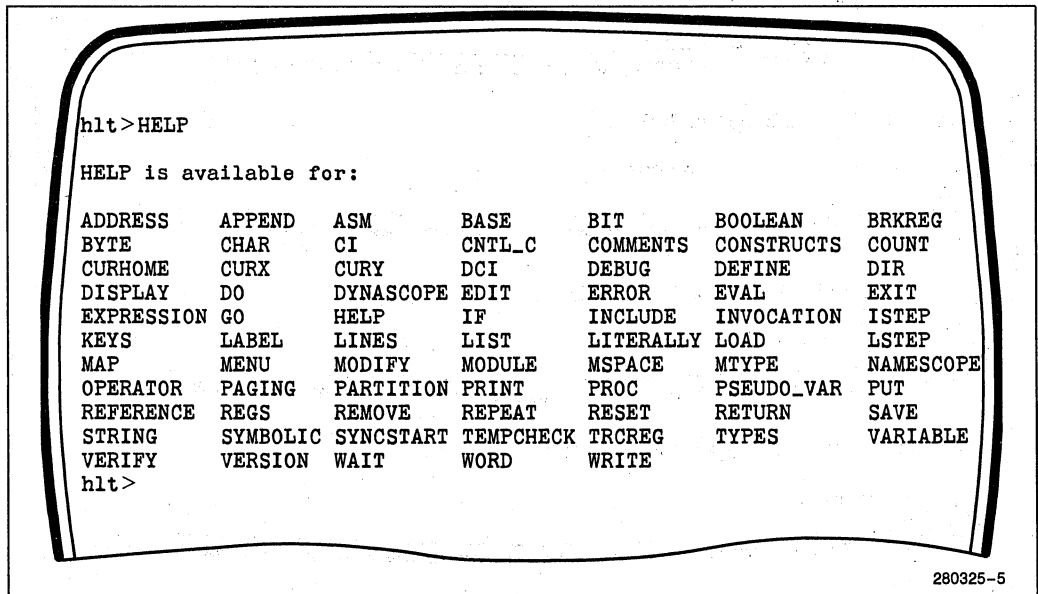 hlt>HELP
HELP is available for:
ADDRESS APPEND ASM BASE BIT BOOLEAN BRKREG
BYTE CHAR CI CNTL_C COMMENTS CONSTRUCTS COUNT
CURHOME CURX CURY DCI DEBUG DEFINE DIR
DISPLAY DO DYNASCOPE EDIT ERROR EVAL EXIT
EXPRESSION GO HELP IF INCLUDE INVOCATION ISTEP
KEYS LABEL LINES LIST LITERALLY LOAD LSTEP
MAP MENU MODIFY MODULE MSPACE MTYPE NAMESCOPE
OPERATOR PAGING PARTITION PRINT PROC PSEUDO_VAR PUT
REFERENCE REGS REMOVE REPEAT RESET RETURN SAVE
STRING SYMBOLIC SYNCSTART TEMPCHECK TRCREG TYPES VARIABLE
VERIFY VERSION WAIT WORD WRITE
hlt>
280325-5